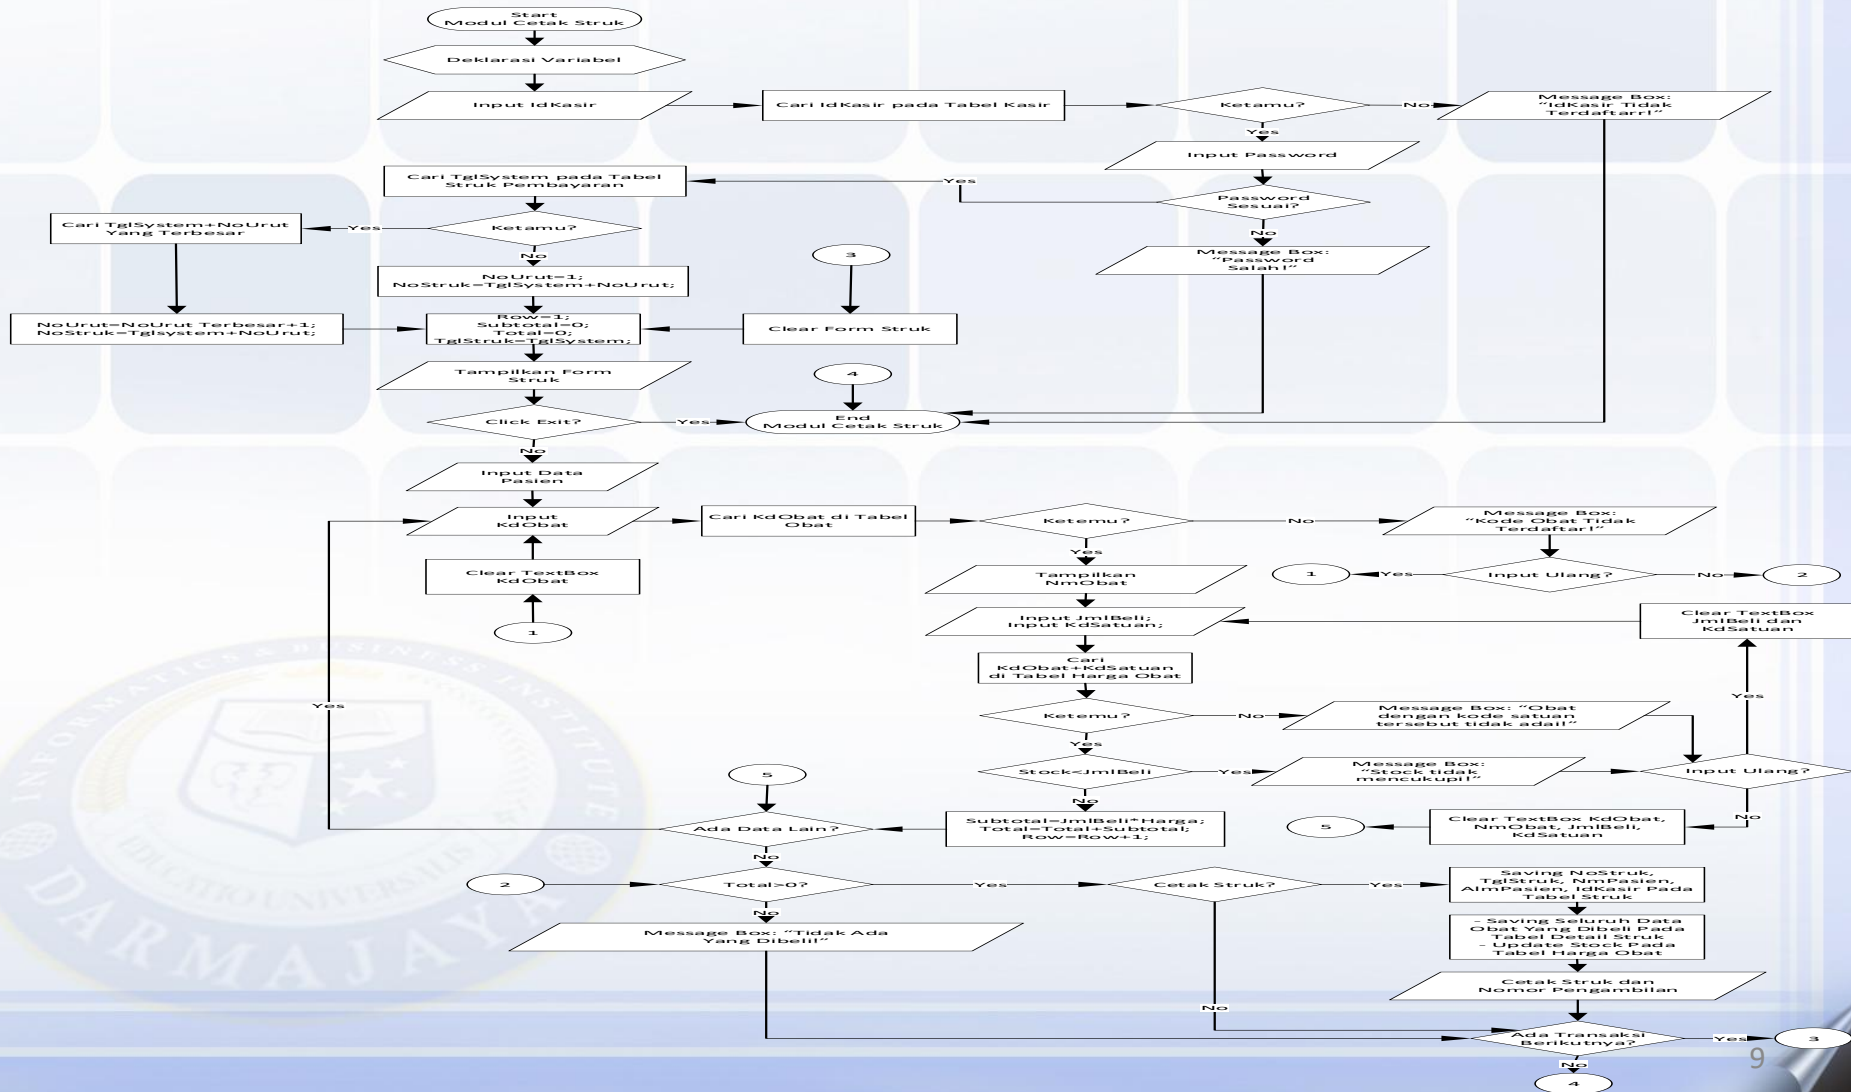 Start
Modul Cetak Struk
Deklarasi Variabel
Input IdKasir
Cari IdKasir pada Tabel Kasir
Ketamu?
No
Message Box:
“IdKasir Tidak
Terdaftarr!”
Yes
Input Password
Password
Sesuai?
Yes
No
Message Box:
“Password
Salah!”
Cari TglSystem pada Tabel
Struk Pembayaran
Ketamu?
Yes
Cari TglSystem+NoUrut
Yang Terbesar
No
NoUrut=1;
NoStruk=TglSystem+NoUrut;
3
NoUrut=NoUrut Terbesar+1;
NoStruk=Tglsystem+NoUrut;
Row=1;
Subtotal=0;
Total=0;
TglStruk=TglSystem;
Clear Form Struk
Tampilkan Form
Struk
4
Click Exit?
Yes
End
Modul Cetak Struk
No
Input Data
Pasien
Input
KdObat
Cari KdObat di Tabel
Obat
Ketemu?
No
Message Box:
“Kode Obat Tidak
Terdaftar!”
Yes
Clear TextBox
KdObat
1
Tampilkan
NmObat
1
Yes
Input Ulang?
No
2
Input JmlBeli;
Input KdSatuan;
Clear TextBox
JmlBeli dan
KdSatuan
Cari
KdObat+KdSatuan
di Tabel Harga Obat
Yes
Yes
Ketemu?
No
Message Box: “Obat
dengan kode satuan
tersebut tidak adai!”
Yes
Stock<JmlBeli
Yes
Message Box:
“Stock tidak
mencukupi!”
Input Ulang?
No
No
5
Ada Data Lain?
Subtotal=JmlBeli*Harga;
Total=Total+Subtotal;
Row=Row+1;
5
Clear TextBox KdObat,
NmObat, JmlBeli,
KdSatuan
No
2
Total>0?
Yes
Cetak Struk?
Yes
Saving NoStruk,
TglStruk, NmPasien,
AlmPasien, IdKasir Pada
Tabel Struk
No
Message Box: “Tidak Ada
Yang Dibeli!”
- Saving Seluruh Data
Obat Yang Dibeli Pada
Tabel Detail Struk
- Update Stock Pada
Tabel Harga Obat
Cetak Struk dan
Nomor Pengambilan
No
Ada Transaksi
Berikutnya?
Yes
3
No
4
9
INFORMATICS & BUSINESS INSTITUTE
DARMAJAYA